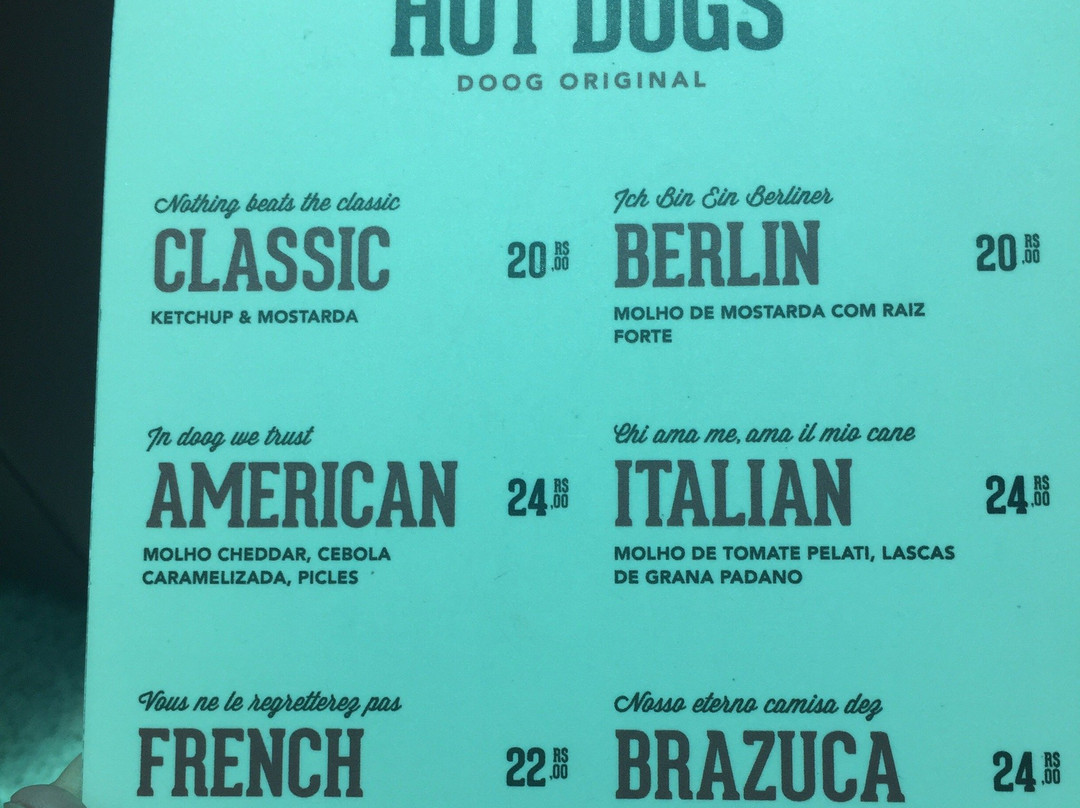 HOT DOGS
DOOG ORIGINAL
Nothing beats the classic
CLASSIC
20 R$ ,00
KETCHUP & MOSTARDA
Ich Bin Ein Berliner
BERLIN
20 R$ ,00
MOLHO DE MOSTARDA COM RAIZ
FORTE
In doog we trust
AMERICAN
24 R$ ,00
MOLHO CHEDDAR, CEBOLA
CARAMELIZADA, PICLES
Chi ama me, ama il mio cane
ITALIAN
24 R$ ,00
MOLHO DE TOMATE PELATI, LASCAS
DE GRANA PADANO
Vous ne le regretterez pas
FRENCH
22 R$ ,00
Nosso eterno camisa dez
BRAZUCA
24 R$ ,00